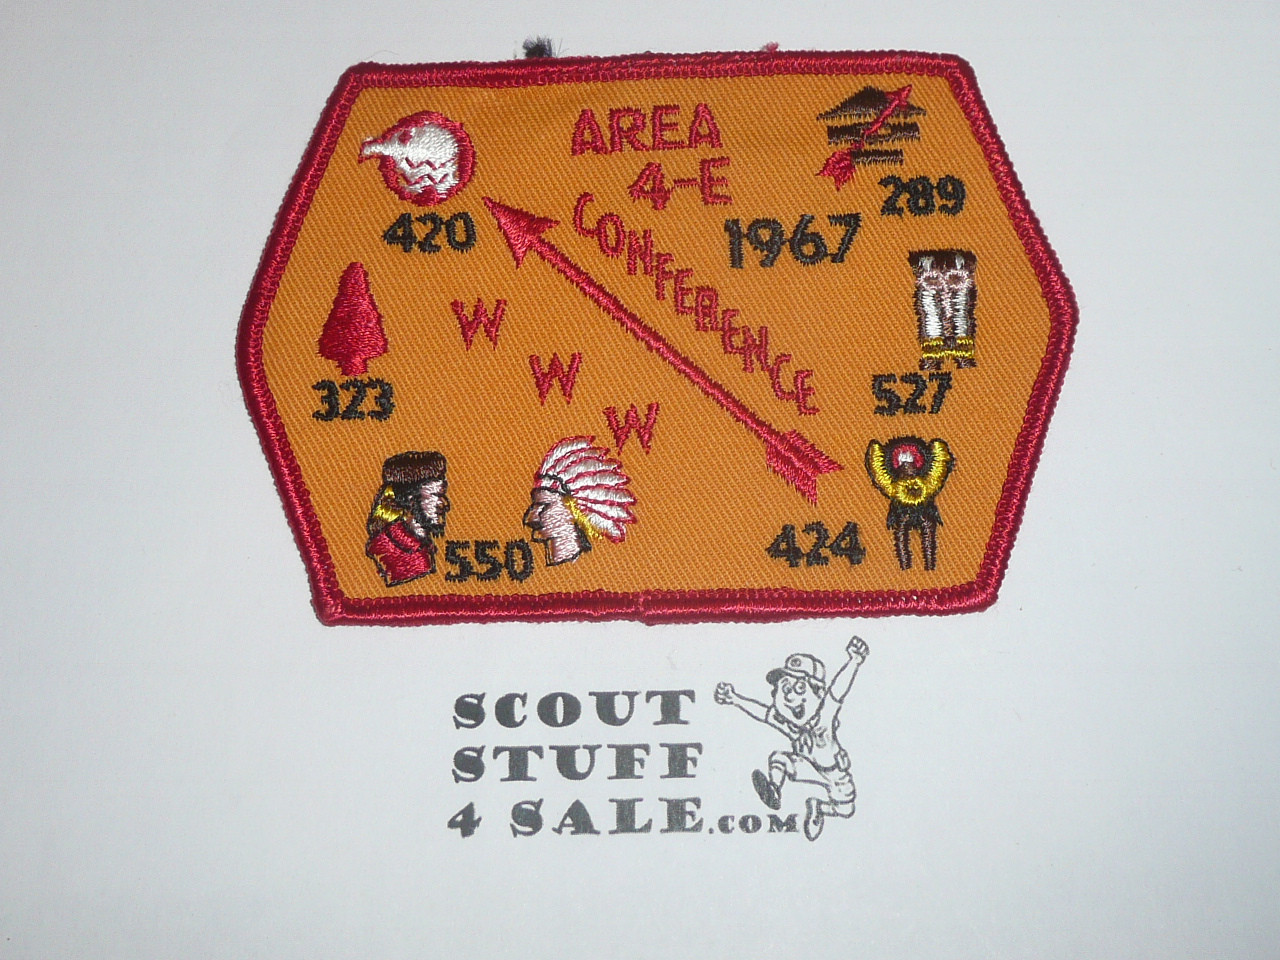 AREA
4-E
CONFERENCE
1967
420
289
323
W W W
527
550
424
SCOUT
STUFF
4 SALE.COM